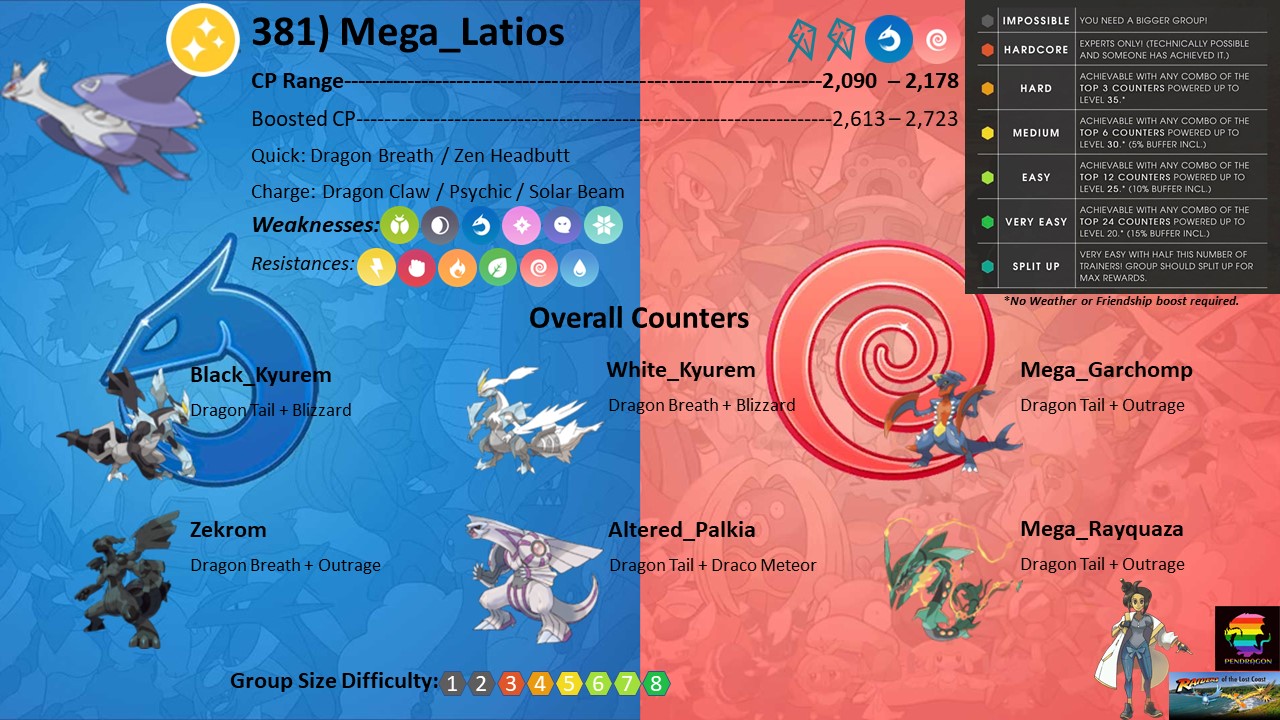 381) Mega_Latios
CP Range------------------------------------------------------------------------------2,090 – 2,178
Boosted CP------------------------------------------------------------------------------2,613 – 2,723
Quick: Dragon Breath / Zen Headbutt
Charge: Dragon Claw / Psychic / Solar Beam
Weaknesses:
Resistances:
IMPOSSIBLE YOU NEED A BIGGER GROUP!
HARDCORE EXPERTS ONLY! (TECHNICALLY POSSIBLE
AND SOMEONE HAS ACHIEVED IT.)
HARD ACHIEVABLE WITH ANY COMBO OF THE
TOP 3 COUNTERS POWERED UP TO
LEVEL 35.*
MEDIUM ACHIEVABLE WITH ANY COMBO OF THE
TOP 6 COUNTERS POWERED UP TO
LEVEL 30.* (5% BUFFER INCL.)
EASY ACHIEVABLE WITH ANY COMBO OF THE
TOP 12 COUNTERS POWERED UP TO
LEVEL 25.* (10% BUFFER INCL.)
VERY EASY ACHIEVABLE WITH ANY COMBO OF THE
TOP 24 COUNTERS POWERED UP TO
LEVEL 20.* (15% BUFFER INCL.)
SPLIT UP VERY EASY WITH HALF THIS NUMBER OF
TRAINERS! GROUP SHOULD SPLIT UP FOR
MAX REWARDS.
*No Weather or Friendship boost required.
Overall Counters
Black_Kyurem
Dragon Tail + Blizzard
White_Kyurem
Dragon Breath + Blizzard
Mega_Garchomp
Dragon Tail + Outrage
Zekrom
Dragon Breath + Outrage
Altered_Palkia
Dragon Tail + Draco Meteor
Mega_Rayquaza
Dragon Tail + Outrage
Group Size Difficulty: 1 2 3 4 5 6 7 8
PENDRAGON
RAIDERS of the Lost Coast